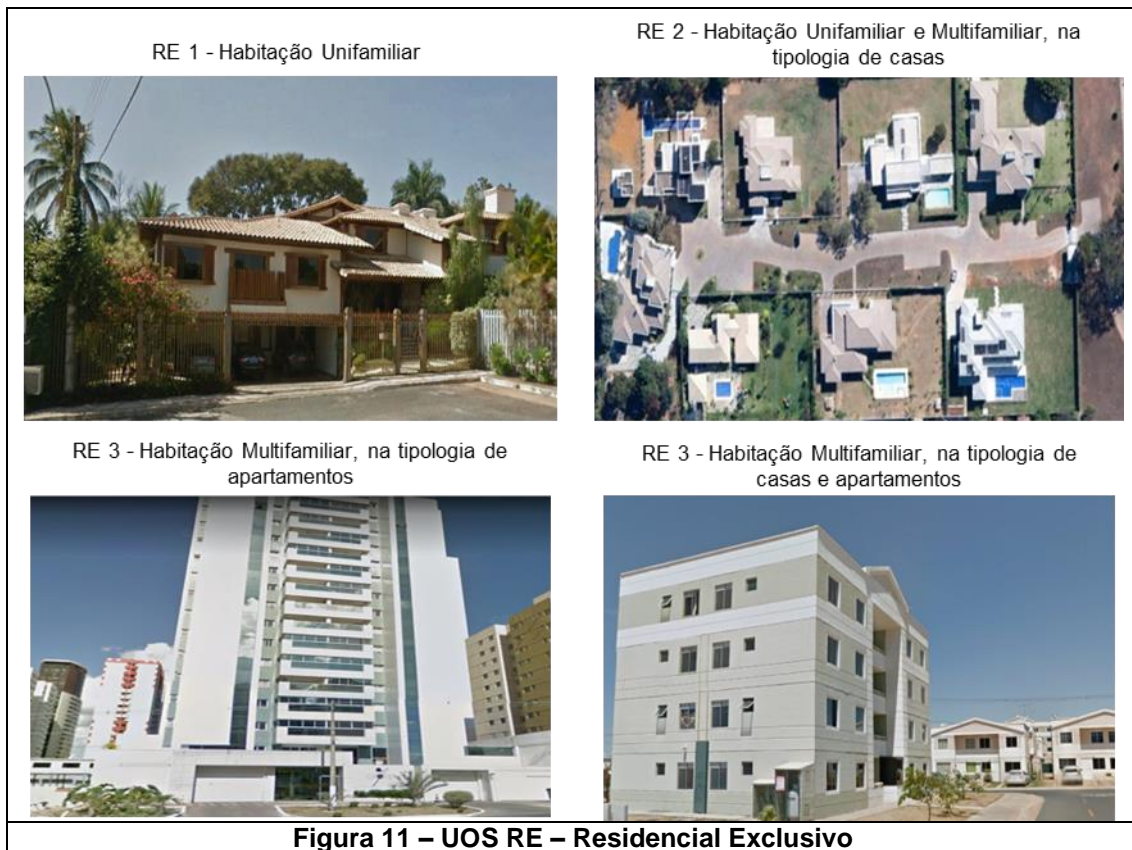 RE 1 - Habitação Unifamiliar
RE 2 - Habitação Unifamiliar e Multifamiliar, na
tipologia de casas
RE 3 - Habitação Multifamiliar, na tipologia de
apartamentos
RE 3 - Habitação Multifamiliar, na tipologia de
casas e apartamentos
Figura 11 – UOS RE – Residencial Exclusivo